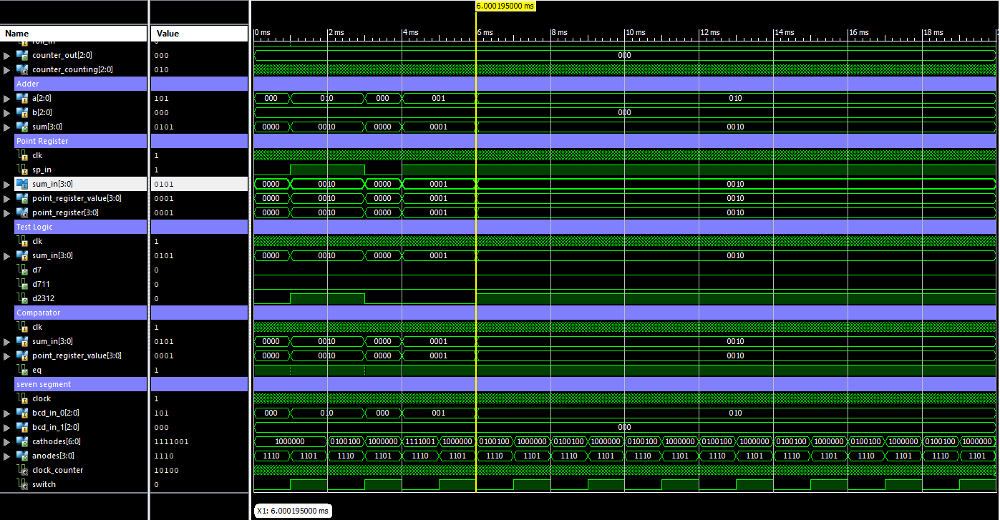 6.000195000 ms
Name Value 0 ms 2 ms 4 ms 6 ms 8 ms 10 ms 12 ms 14 ms 16 ms 18 ms
counter_out[2:0] 000 000
counter_counting[2:0] 010
Adder
a[2:0] 101 000 010 000 001 010
b[2:0] 000 000
sum[3:0] 0101 0000 0010 0000 0001 0010
Point Register
clk 1
sp_in 1
sum_in[3:0] 0101 0000 0010 0000 0001 0010
point_register_value[3:0] 0001 0000 0010 0000 0001 0010
point_register[3:0] 0001 0000 0010 0000 0001 0010
Test Logic
clk 1
sum_in[3:0] 0101 0000 0010 0000 0001 0010
d7 0
d711 0
d2312 0
Comparator
clk 1
sum_in[3:0] 0101 0000 0010 0000 0001 0010
point_register_value[3:0] 0001 0000 0010 0000 0001 0010
eq 1
seven segment
clock 1
bcd_in_0[2:0] 101 000 010 000 001 010
bcd_in_1[2:0] 000 000
cathodes[6:0] 1111001 1000000 0100100 1000000 1111001 1000000 0100100 1000000 0100100 1000000 0100100 1000000 0100100 1000000 0100100 1000000 0100100 1000000 0100100 1000000
anodes[3:0] 1110 1110 1101 1110 1101 1110 1101 1110 1101 1110 1101 1110 1101 1110 1101 1110 1101 1110 1101 1110 1101
clock_counter 10100
switch 0
X1: 6.000195000 ms